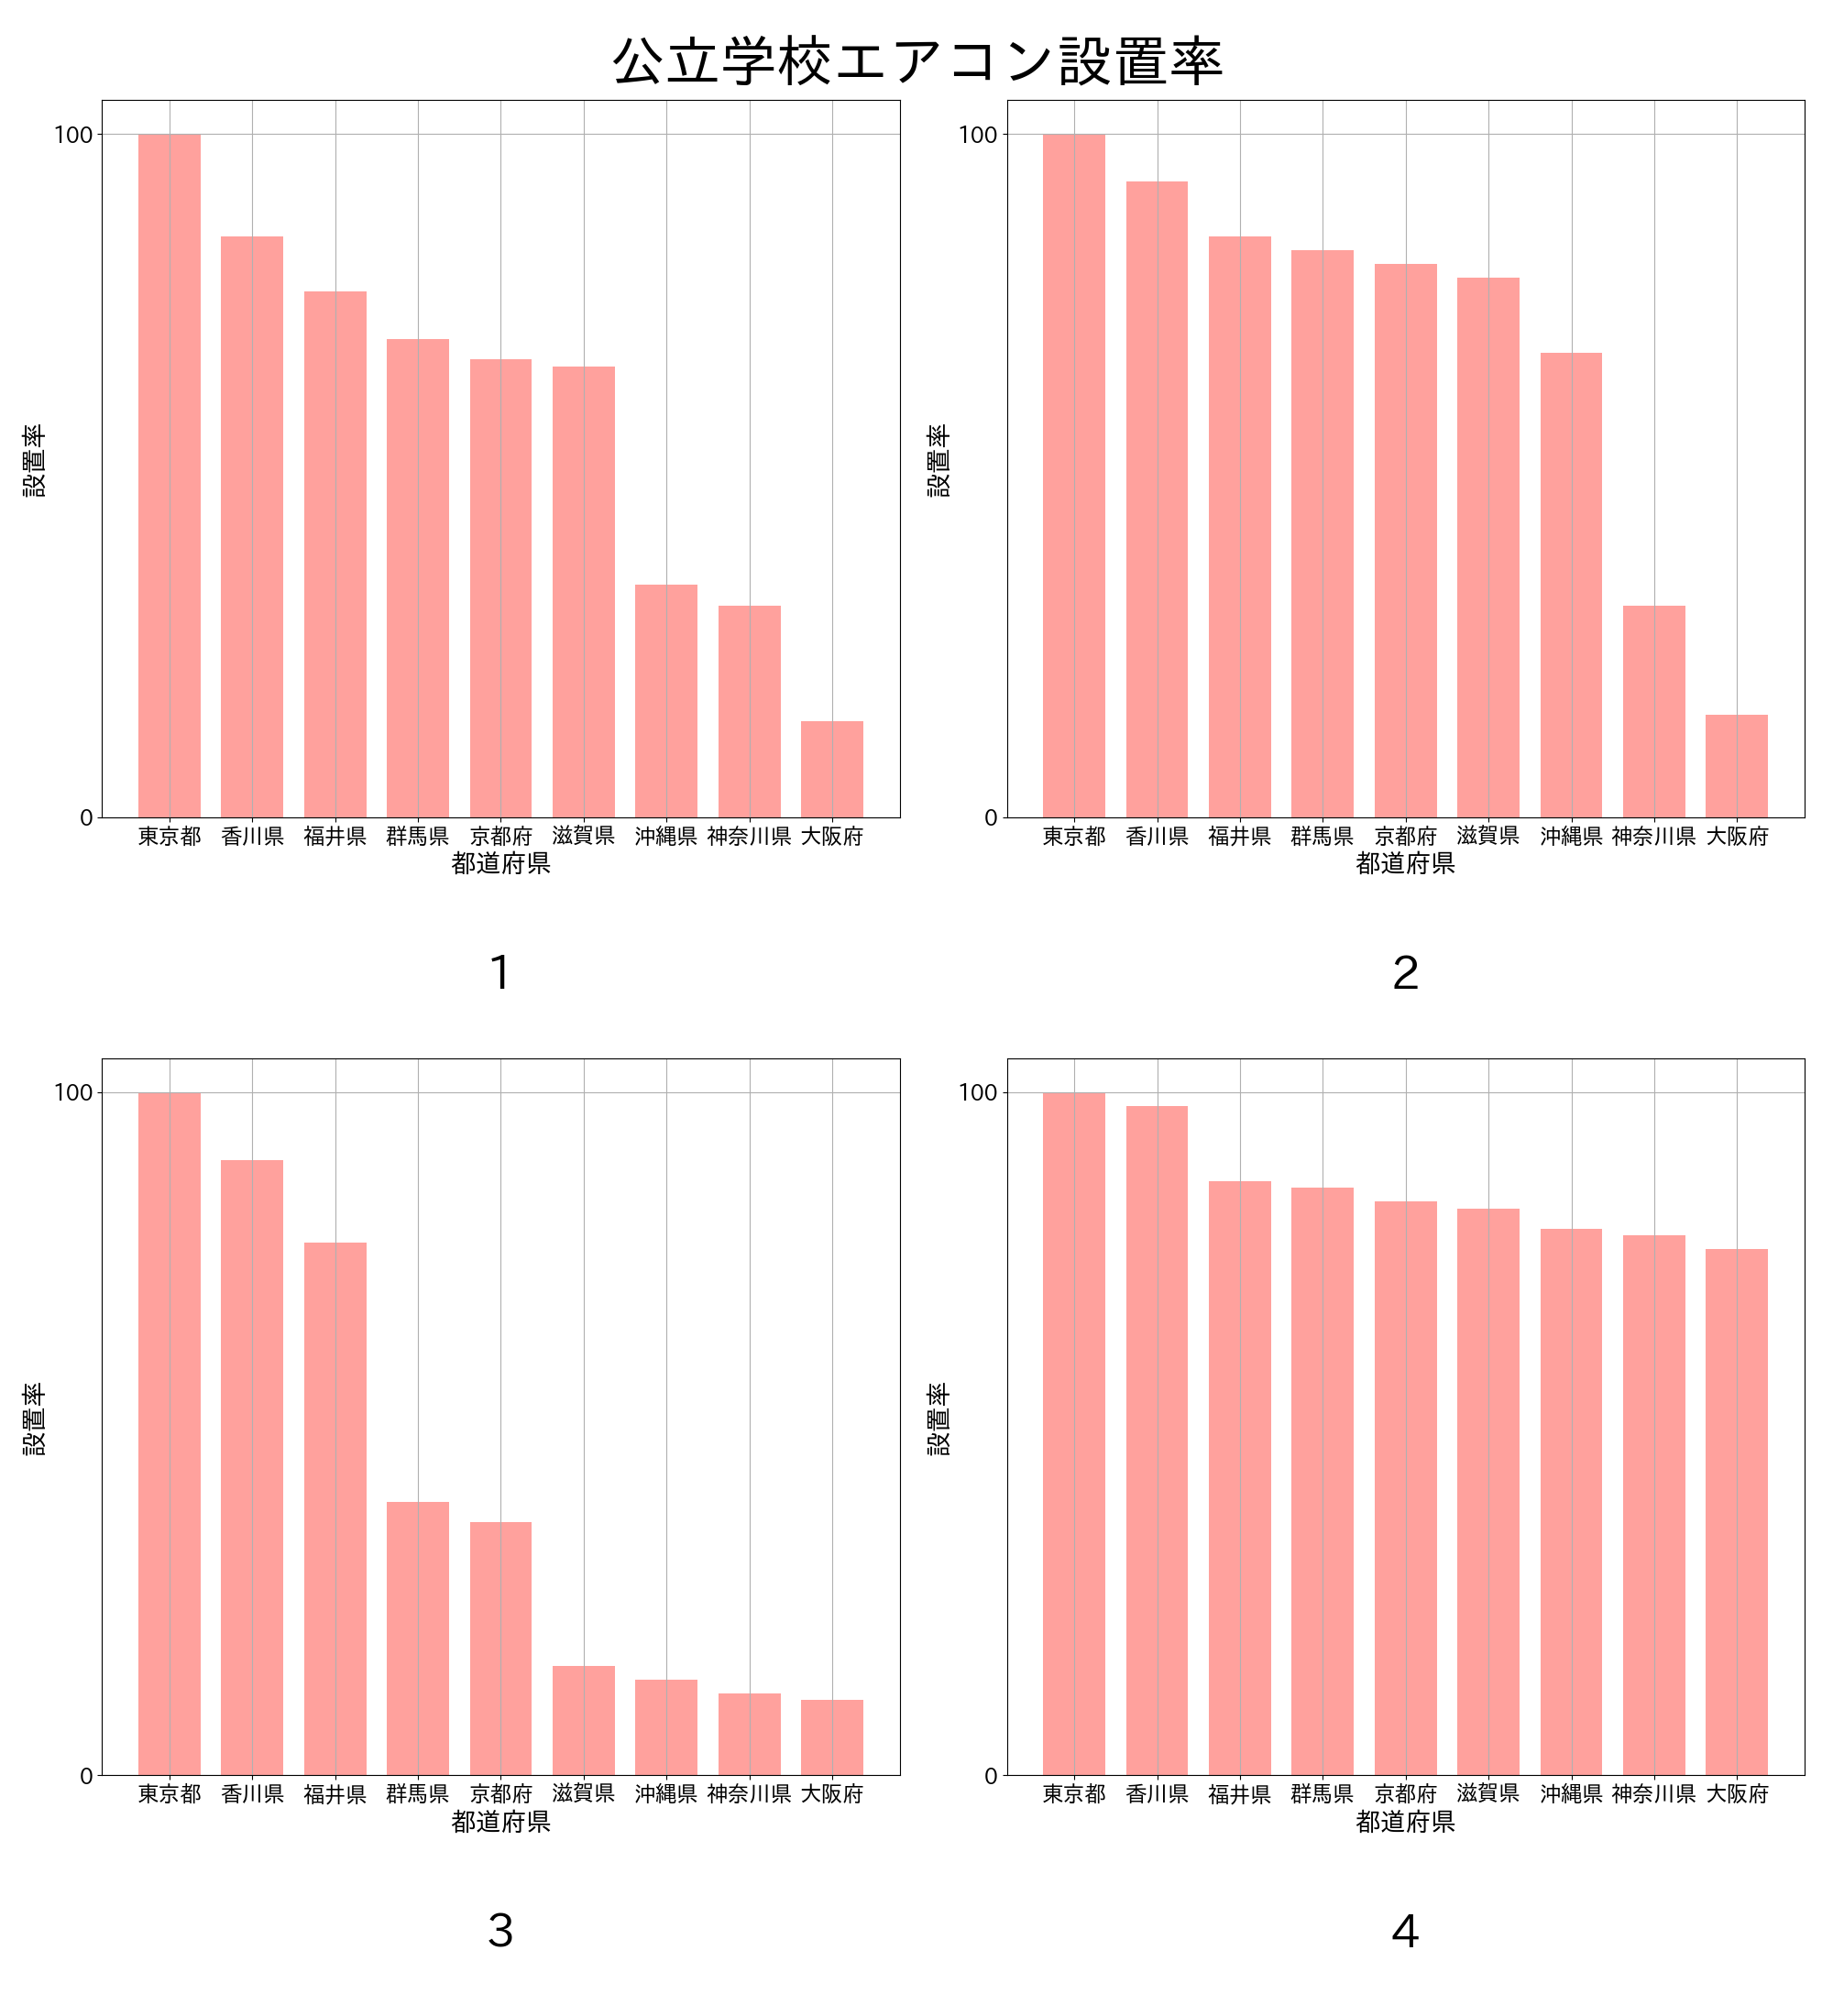 公立学校エアコン設置率
100
設置率
0
東京都 香川県 福井県 群馬県 京都府 滋賀県 沖縄県 神奈川県 大阪府
都道府県
1
100
設置率
0
東京都 香川県 福井県 群馬県 京都府 滋賀県 沖縄県 神奈川県 大阪府
都道府県
2
100
設置率
0
東京都 香川県 福井県 群馬県 京都府 滋賀県 沖縄県 神奈川県 大阪府
都道府県
3
100
設置率
0
東京都 香川県 福井県 群馬県 京都府 滋賀県 沖縄県 神奈川県 大阪府
都道府県
4